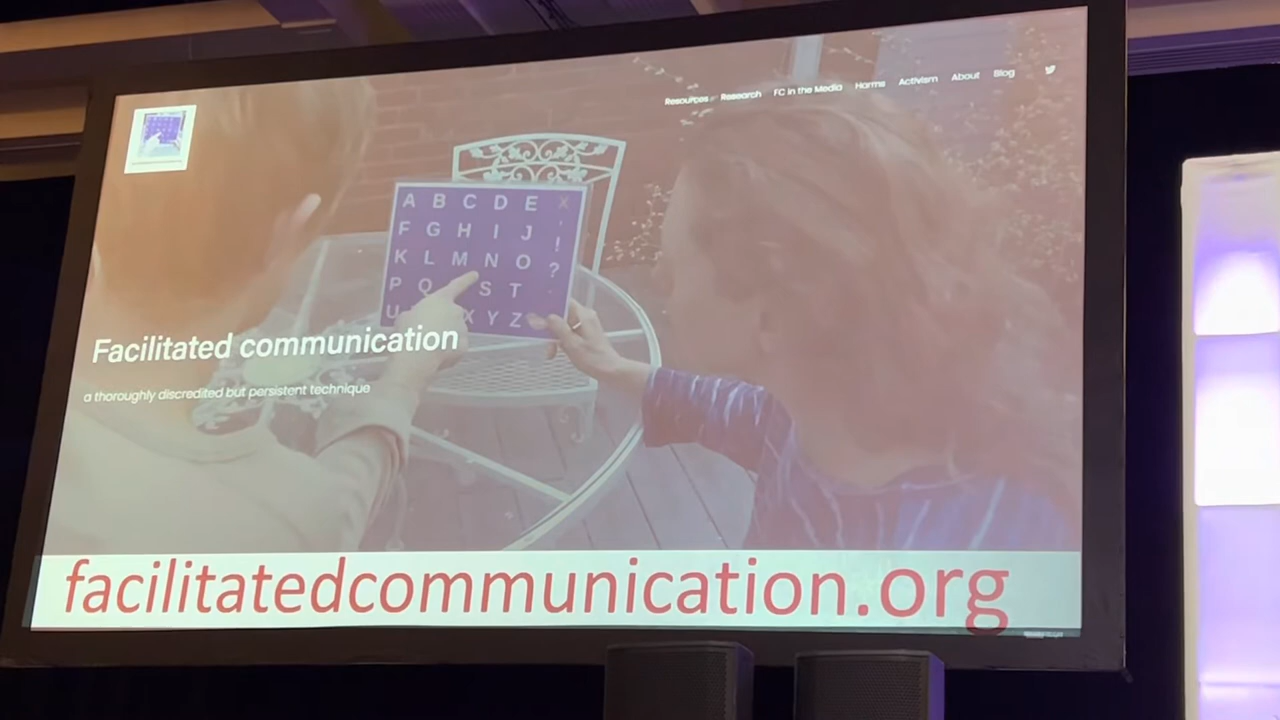 Resources Research FC in the Media Harms Activism About Blog
A B C D E X
F G H I J !
K L M N O ?
P Q S T
U X Y Z
Facilitated communication
a thoroughly discredited but persistent technique
facilitatedcommunication.org